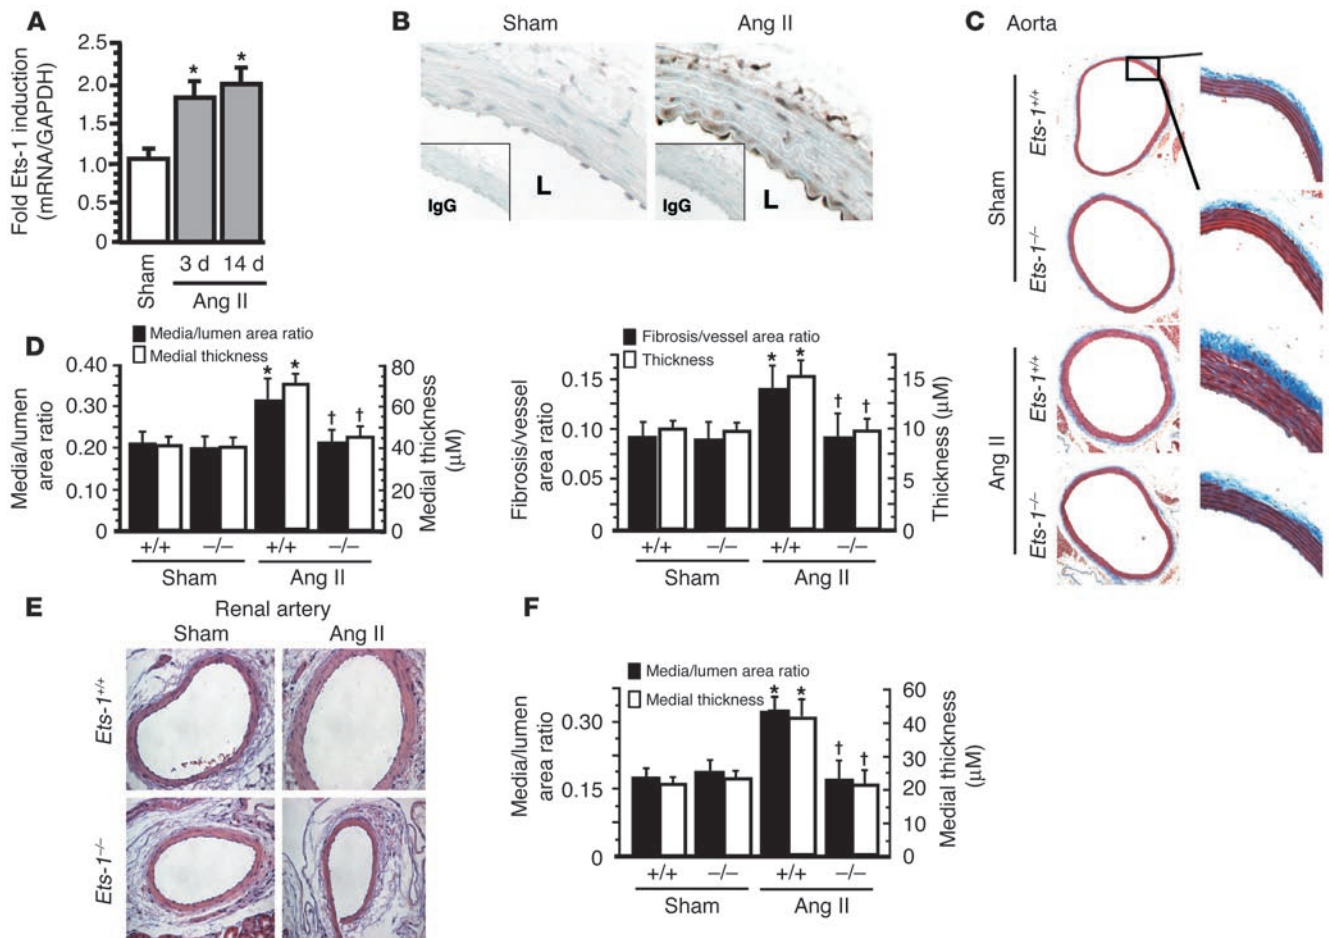 A
Fold Ets-1 induction
(mRNA/GAPDH)
2.5
2.0
1.5
1.0
0.5
0
*
*
Sham
3 d
14 d
Ang II
B
Sham
Ang II
IgG
L
IgG
L
C
Aorta
Sham
Ets-1+/+
Ets-1–/–
Ang II
Ets-1+/+
Ets-1–/–
D
Media/lumen area ratio
Medial thickness
Media/lumen
area ratio
0.40
0.30
0.20
0.10
0
* *
† †
80
60
40
20
0
Medial thickness
(µM)
+/+ –/– +/+ –/–
Sham Ang II
Fibrosis/vessel area ratio
Thickness
Fibrosis/vessel
area ratio
0.15
0.10
0.05
0
* *
† †
15
10
5
0
Thickness (µM)
+/+ –/– +/+ –/–
Sham Ang II
E
Renal artery
Sham Ang II
Ets-1+/+
Ets-1–/–
F
Media/lumen area ratio
Medial thickness
Media/lumen
area ratio
0.30
0.15
0
* *
† †
60
50
40
30
20
10
0
Medial thickness
(µM)
+/+ –/– +/+ –/–
Sham Ang II